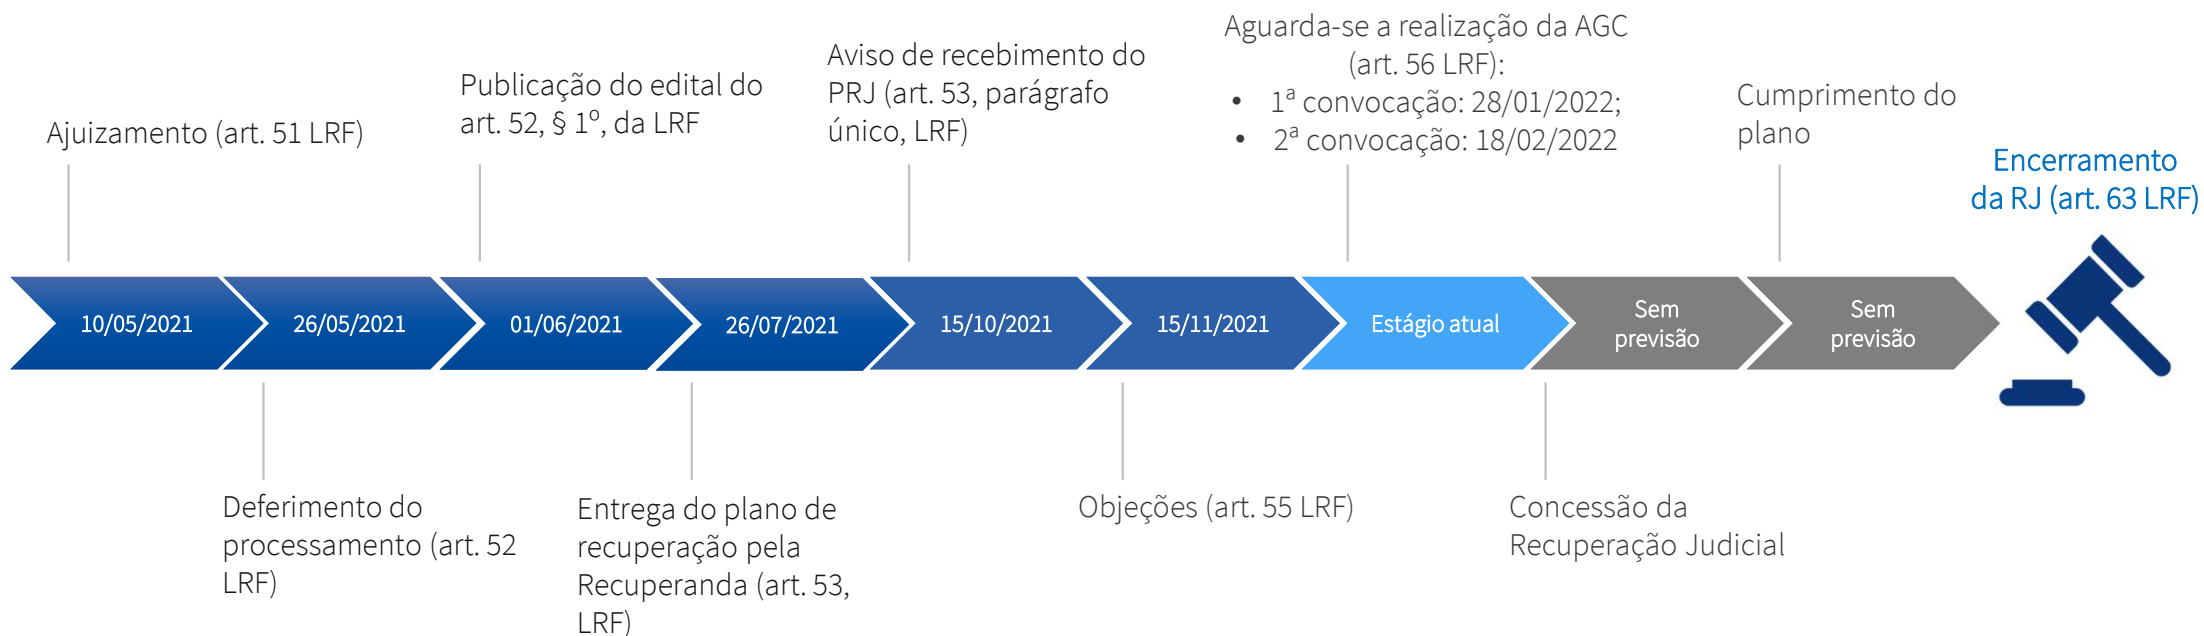 Ajuizamento (art. 51 LRF)
Publicação do edital do
art. 52, § 1º, da LRF
Aviso de recebimento do
PRJ (art. 53, parágrafo
único, LRF)
Aguarda-se a realização da AGC
(art. 56 LRF):
• 1ª convocação: 28/01/2022;
• 2ª convocação: 18/02/2022
Cumprimento do
plano
Encerramento
da RJ (art. 63 LRF)
10/05/2021
26/05/2021
01/06/2021
26/07/2021
15/10/2021
15/11/2021
Estágio atual
Sem
previsão
Sem
previsão
Deferimento do
processamento (art. 52
LRF)
Entrega do plano de
recuperação pela
Recuperanda (art. 53,
LRF)
Objeções (art. 55 LRF)
Concessão da
Recuperação Judicial